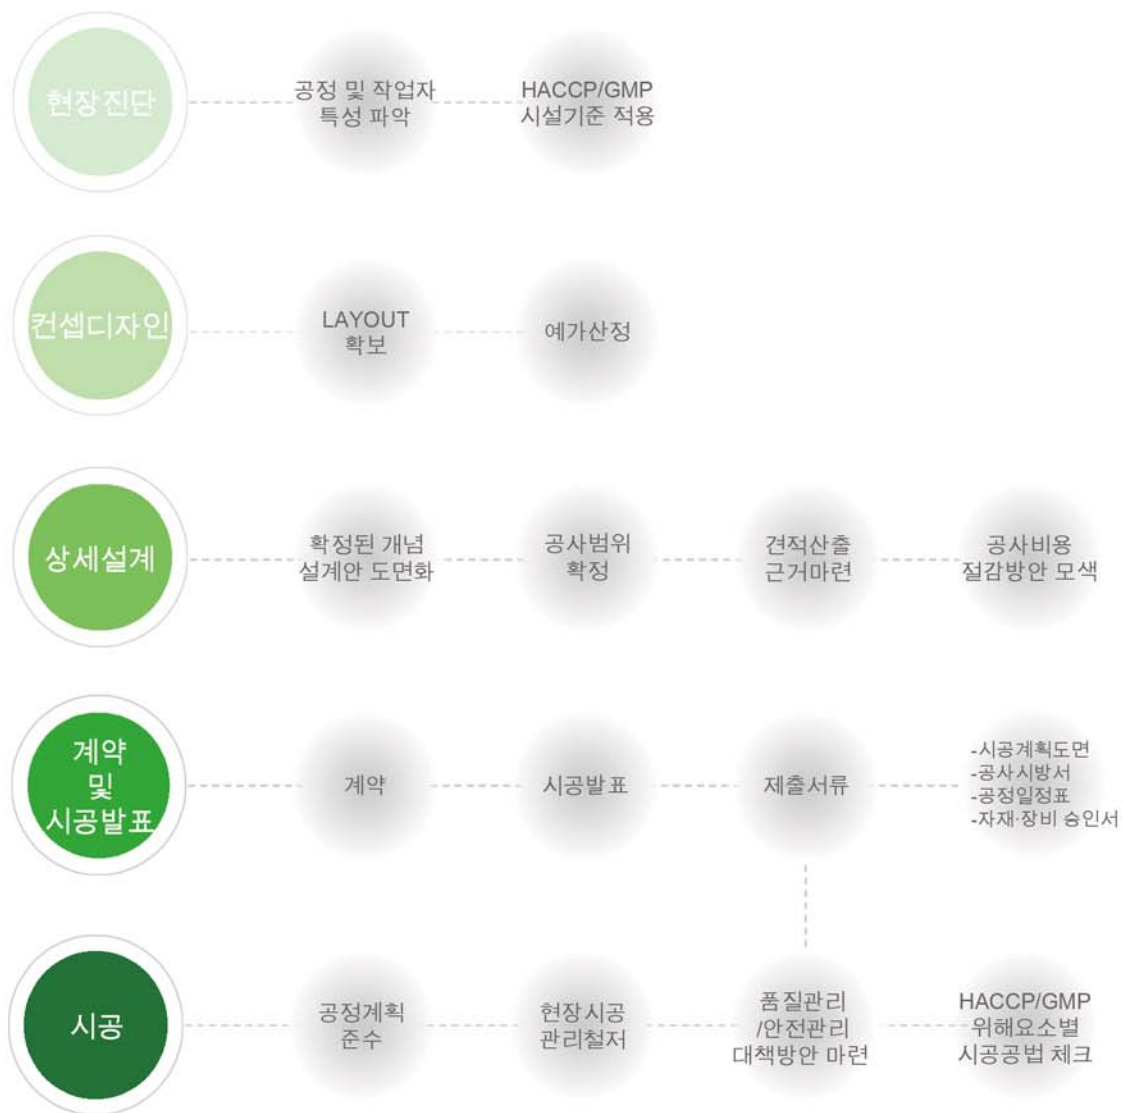 현장진단
공정 및 작업자
특성 파악
HACCP/GMP
시설기준 적용
컨셉디자인
LAYOUT
확보
예가산정
상세설계
확정된 개념
설계안 도면화
공사범위
확정
견적산출
근거마련
공사비용
절감방안 모색
계약
및
시공발표
계약
시공발표
제출서류
-시공계획도면
-공사시방서
-공정일정표
-자재·장비 승인서
시공
공정계획
준수
현장시공
관리철저
품질관리
/안전관리
대책방안 마련
HACCP/GMP
위해요소별
시공공법 체크